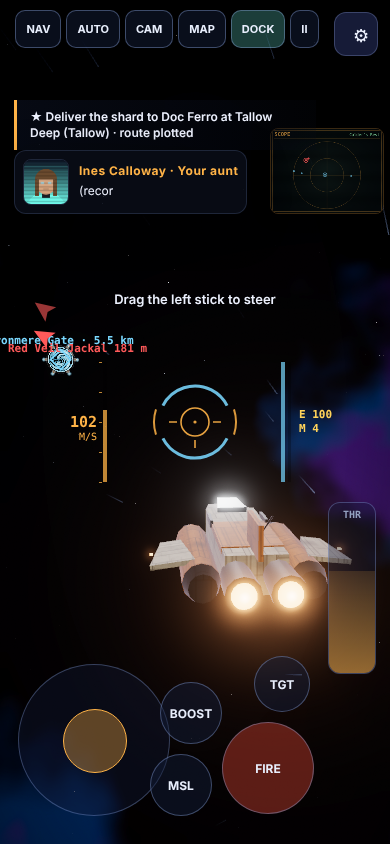 NAV
AUTO
CAM
MAP
DOCK
II
★ Deliver the shard to Doc Ferro at Tallow
Deep (Tallow) · route plotted
SCOPE
Ines Calloway · Your aunt
(recor
Drag the left stick to steer
onmere Gate · 5.5 km
Red Veil Jackal 181 m
102
M/S
E 100
M 4
THR
TGT
BOOST
FIRE
MSL